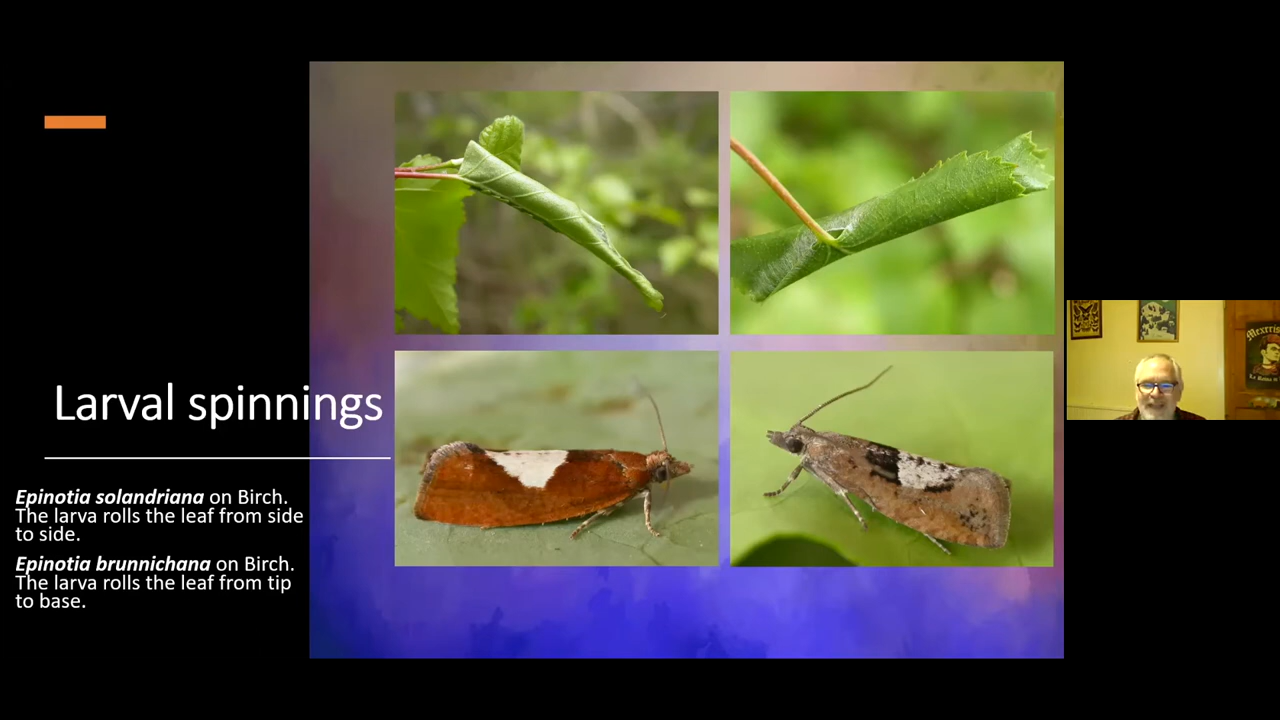 Larval spinnings
Epinotia solandriana on Birch.
The larva rolls the leaf from side
to side.
Epinotia brunnichana on Birch.
The larva rolls the leaf from tip
to base.